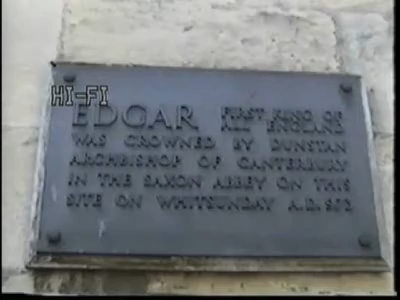 HI-FI
EDGAR FIRST KING OF
ALL ENGLAND
WAS CROWNED BY DUNSTAN
ARCHBISHOP OF CANTERBURY
IN THE SAXON ABBEY ON THIS
SITE ON WHITSUNDAY A.D. 973